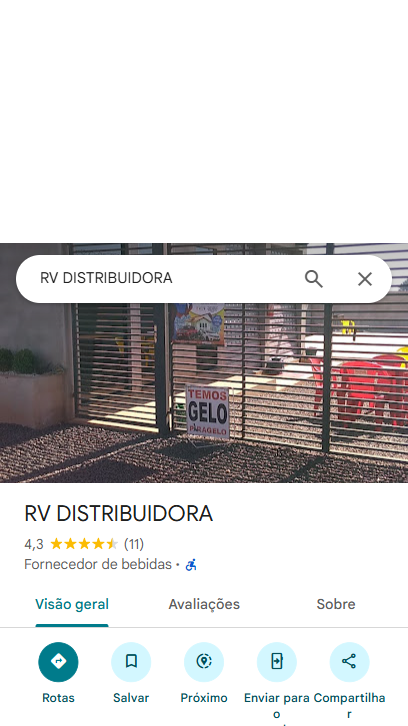 RV DISTRIBUIDORA
TEMOS
GELO
PARAGELO
RV DISTRIBUIDORA
4,3 (11)
Fornecedor de bebidas ·
Visão geral Avaliações Sobre
Rotas Salvar Próximo Enviar para o Compartilhar